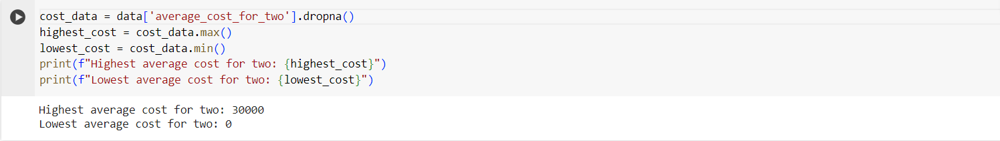 cost_data = data['average_cost_for_two'].dropna()
highest_cost = cost_data.max()
lowest_cost = cost_data.min()
print(f"Highest average cost for two: {highest_cost}")
print(f"Lowest average cost for two: {lowest_cost}")
Highest average cost for two: 30000
Lowest average cost for two: 0